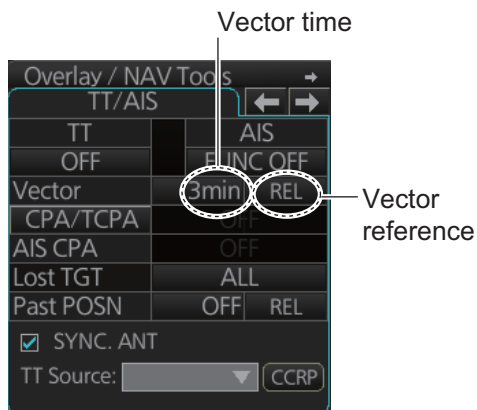 Vector time
Overlay / NAV Tools
TT/AIS
TT AIS
OFF FUNC OFF
Vector 3min REL
Vector reference
CPA/TCPA OFF
AIS CPA OFF
Lost TGT ALL
Past POSN OFF REL
SYNC. ANT
TT Source: CCRP